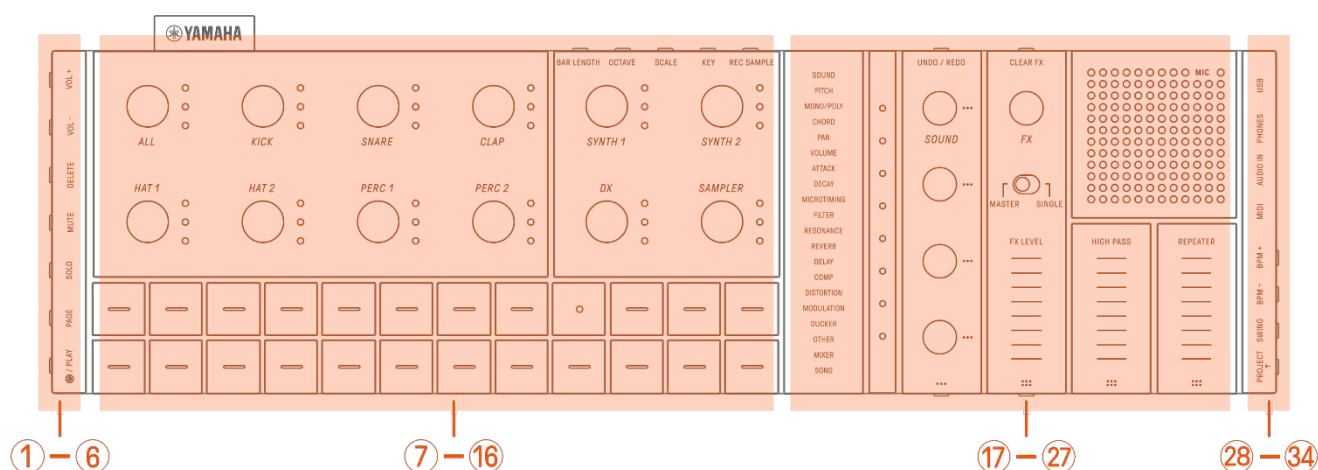 YAMAHA
VOL +
VOL -
DELETE
MUTE
SOLO
PAGE
/ PLAY
BAR LENGTH OCTAVE SCALE KEY REC SAMPLE
ALL KICK SNARE CLAP SYNTH 1 SYNTH 2
HAT 1 HAT 2 PERC 1 PERC 2 DX SAMPLER
SOUND
PITCH
MONO/POLY
CHORD
PAN
VOLUME
ATTACK
DECAY
MICROTIMING
FILTER
RESONANCE
REVERB
DELAY
COMP
DISTORTION
MODULATION
DUCKER
OTHER
MIXER
SONG
UNDO / REDO
SOUND
CLEAR FX
FX
MASTER SINGLE
FX LEVEL
MIC
HIGH PASS
REPEATER
USB
PHONES
AUDIO IN
MIDI
BPM +
BPM -
SWING
PROJECT →
① – ⑥ ⑦ – ⑯ ⑰ – ㉗ ㉘ – ㉞